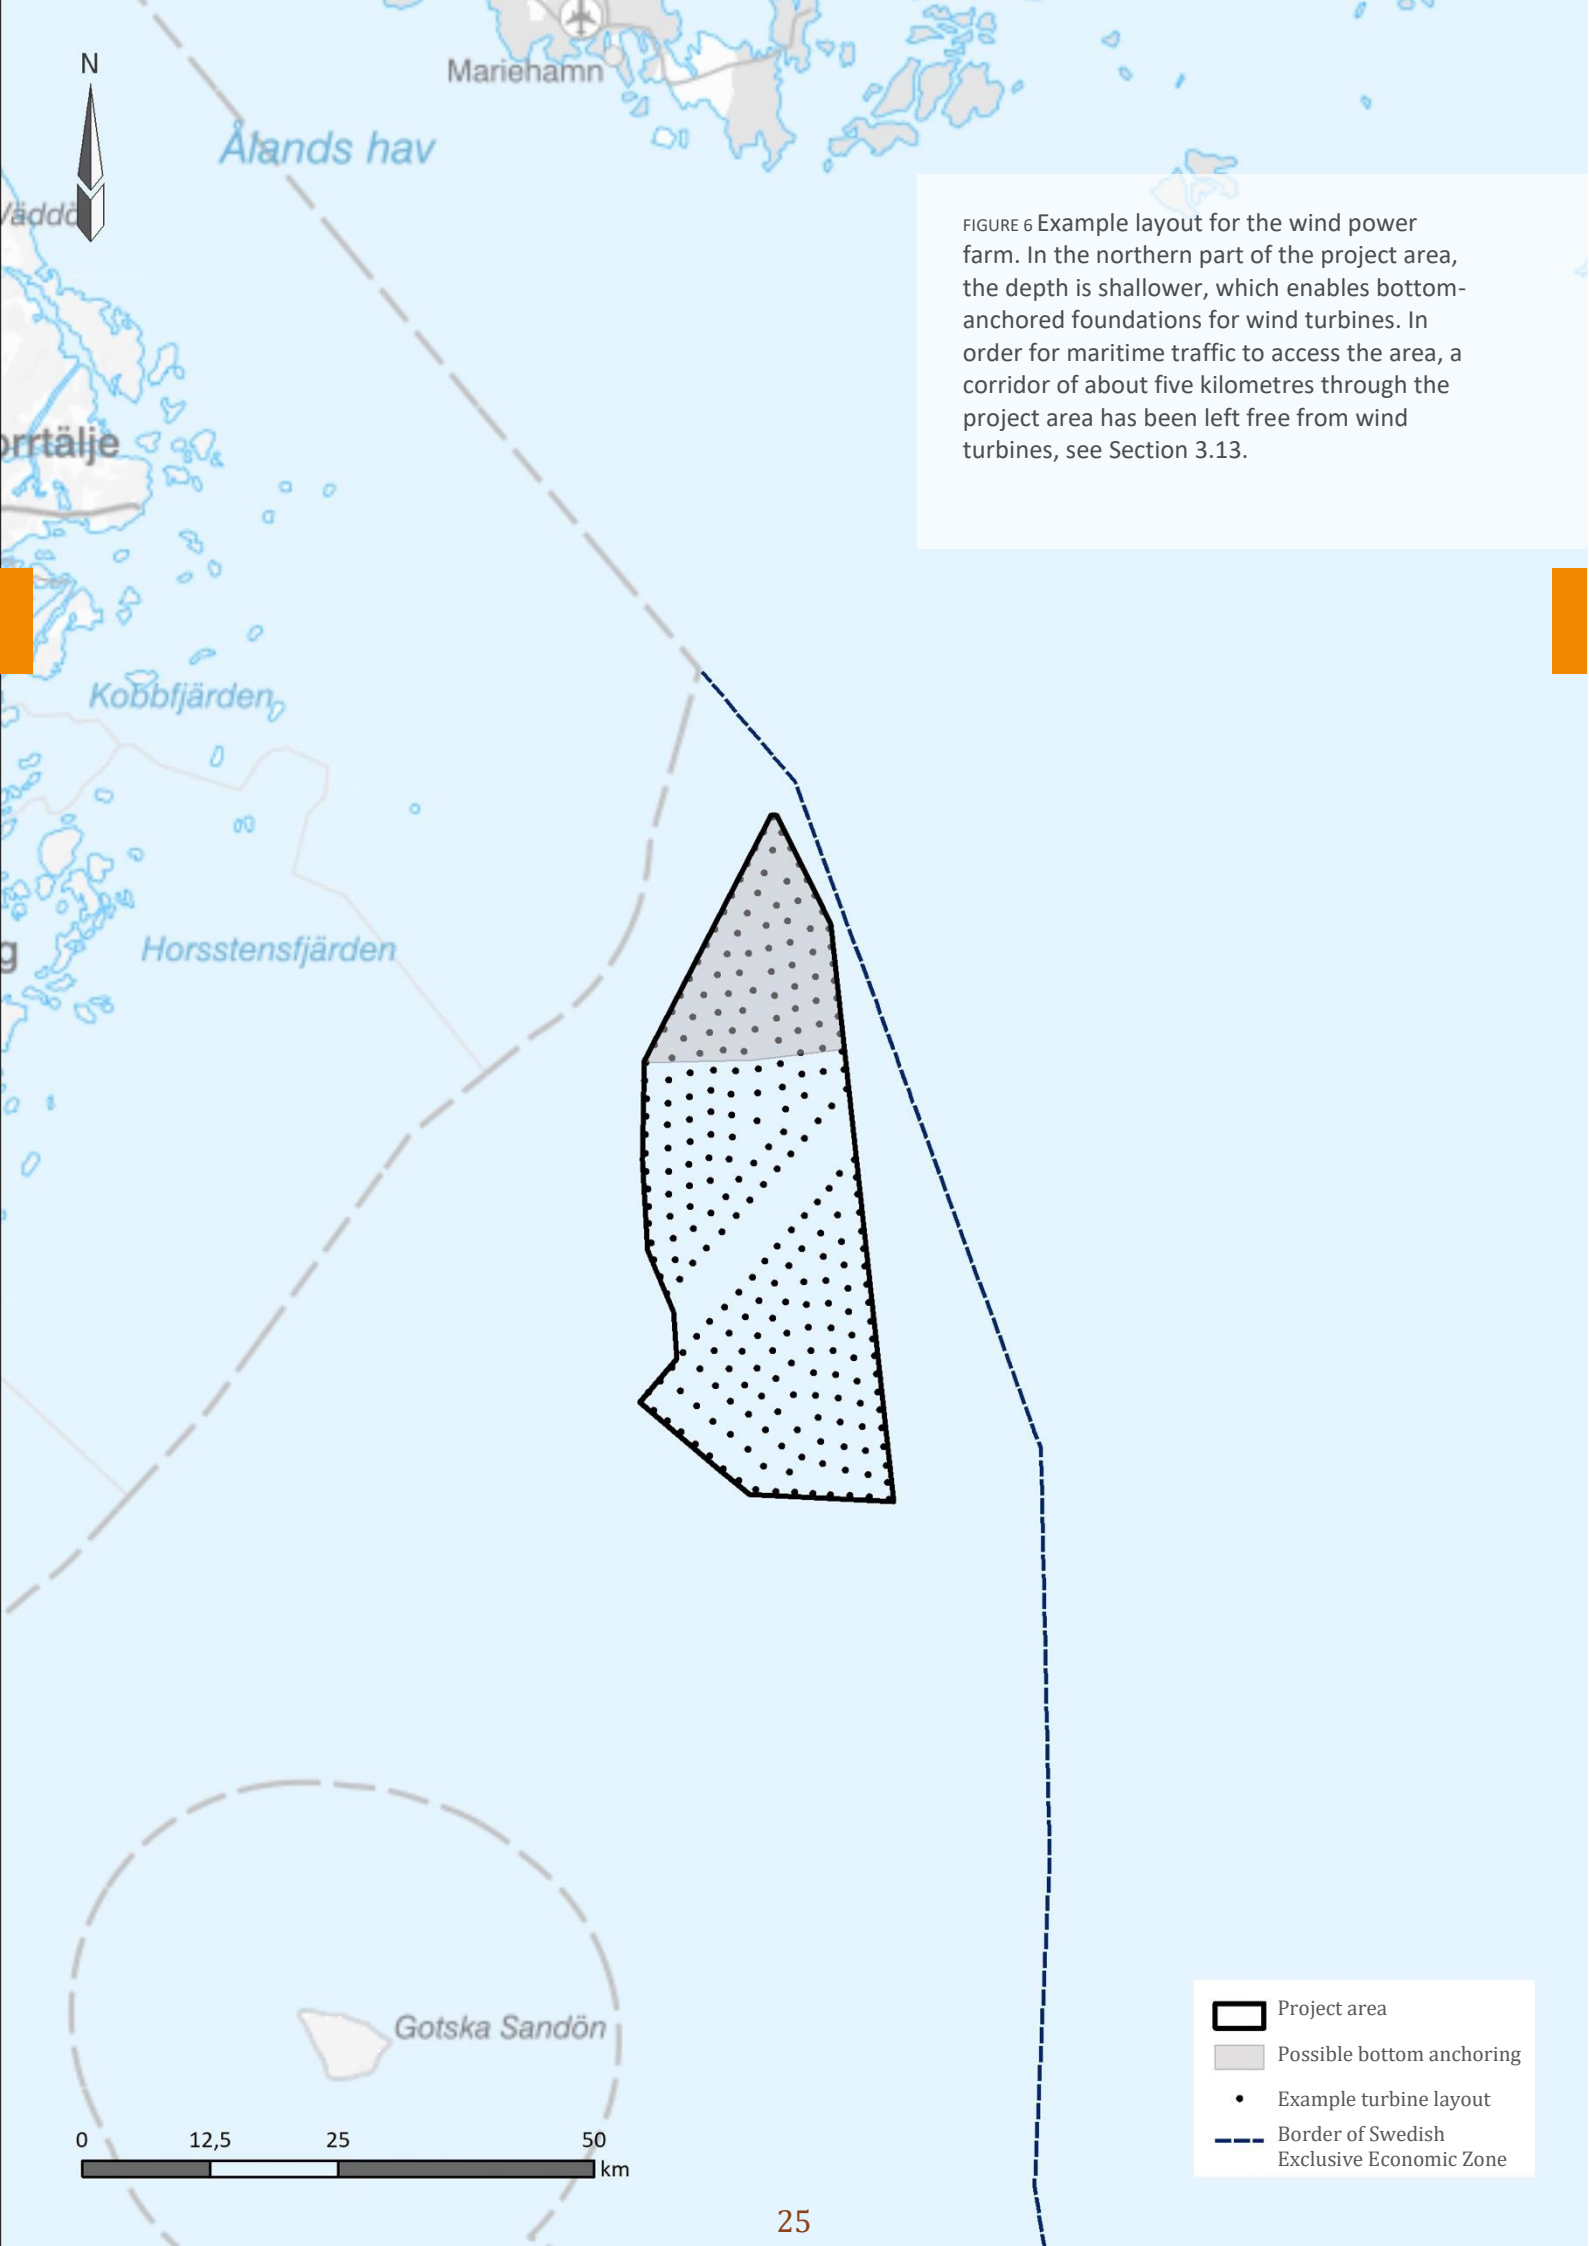 Mariehamn
N
Ålands hav
Väddö
FIGURE 6 Example layout for the wind power
farm. In the northern part of the project area,
the depth is shallower, which enables bottom-
anchored foundations for wind turbines. In
order for maritime traffic to access the area, a
corridor of about five kilometres through the
project area has been left free from wind
turbines, see Section 3.13.
orrtälje
Kobbfjärden
Horsstensfjärden
g
Gotska Sandön
Project area
Possible bottom anchoring
Example turbine layout
Border of Swedish
Exclusive Economic Zone
0 12,5 25 50
km
25